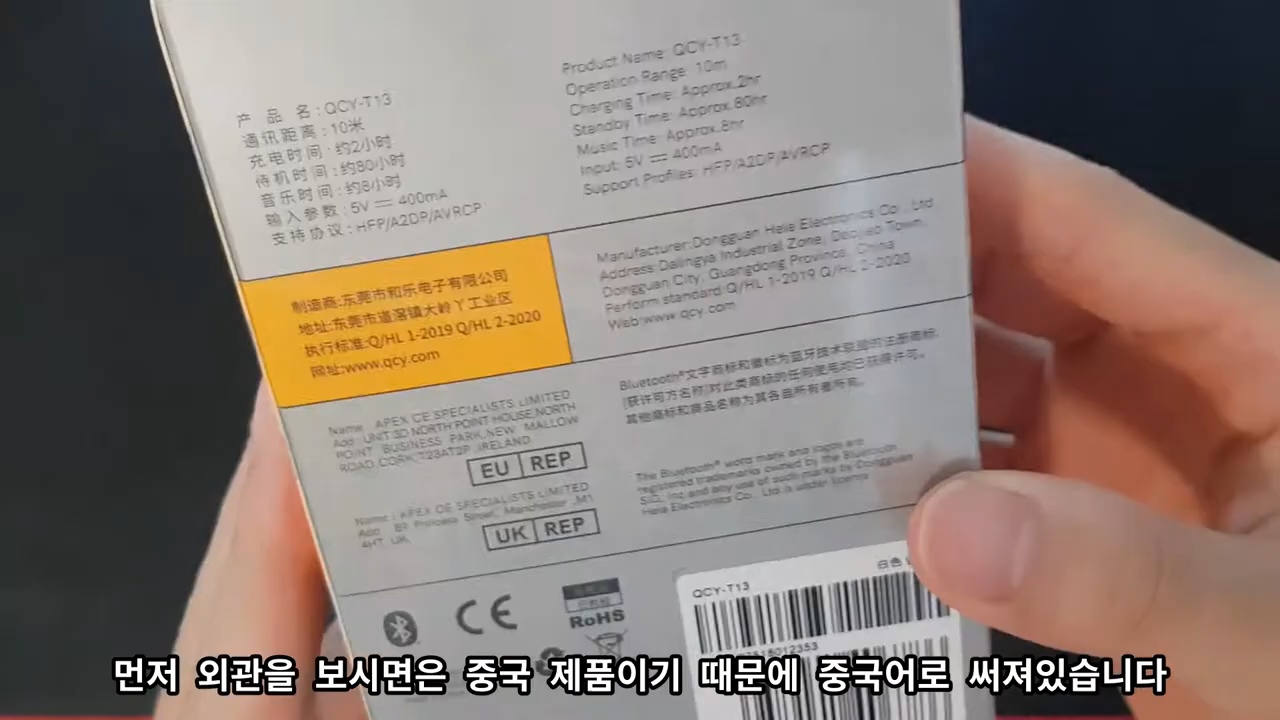 产 品 名 : QCY-T13
通讯距离 : 10米
充电时间 : 约2小时
待机时间 : 约80小时
音乐时间 : 约8小时
输入参数 : 5V ⎓ 400mA
支持协议 : HFP/A2DP/AVRCP
Product Name: QCY-T13
Operation Range: 10m
Charging Time: Approx.2hr
Standby Time: Approx.80hr
Music Time: Approx.8hr
Input: 5V ⎓ 400mA
Support Profiles: HFP/A2DP/AVRCP
制造商:东莞市和乐电子有限公司
地址:东莞市道滘镇大岭丫工业区
执行标准:Q/HL 1-2019 Q/HL 2-2020
网址:www.qcy.com
Manufacturer:Dongguan Hele Electronics Co., Ltd
Address:Dalingya Industrial Zone, Daojiao Town,
Dongguan City, Guangdong Province, China
Perform standard:Q/HL 1-2019 Q/HL 2-2020
Web:www.qcy.com
Name : APEX CE SPECIALISTS LIMITED
Add : UNIT 3D NORTH POINT HOUSE,NORTH
POINT BUSINESS PARK,NEW MALLOW
ROAD,CORK,T23AT2P,IRELAND
EU REP
Name : APEX CE SPECIALISTS LIMITED
Add : 89 Princess Street, Manchester ,M1
4HT, UK
UK REP
Bluetooth®文字商标和徽标为蓝牙技术联盟的注册商标,
(获许可方名称)对此类商标的任何使用均已获得许可。
其他商标和商品名称为其各自所有者所有。
The Bluetooth® word mark and logos are
registered trademarks owned by the Bluetooth
SIG, Inc and any use of such marks by Dongguan
Hele Electronics Co., Ltd is under license
CE
RoHS
QCY-T13
白色
먼저 외관을 보시면은 중국 제품이기 때문에 중국어로 써져있습니다